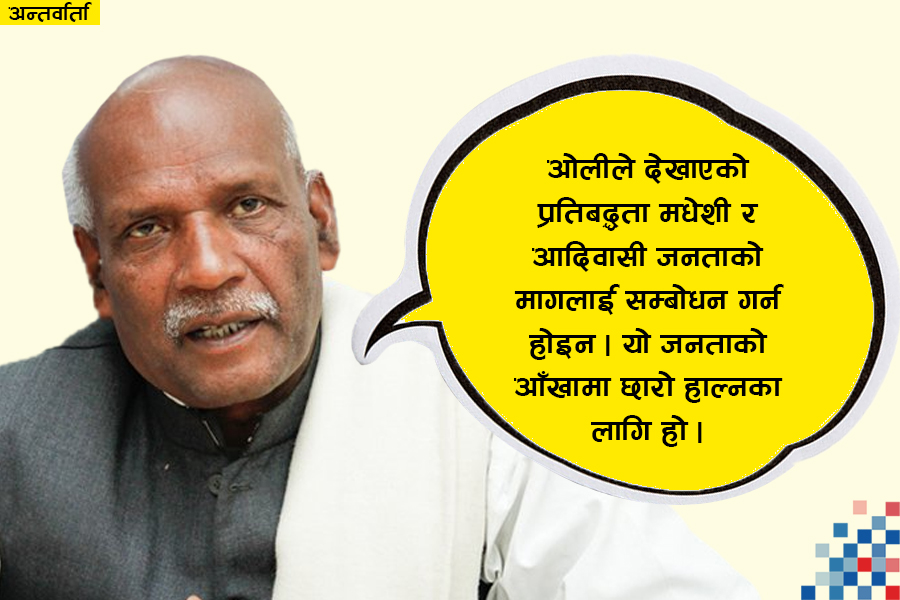 अन्तर्वार्ता
ओलीले देखाएको
प्रतिबद्धता मधेशी र
आदिवासी जनताको
मागलाई सम्बोधन गर्न
होइन । यो जनताको
आँखामा छारो हाल्नका
लागि हो ।